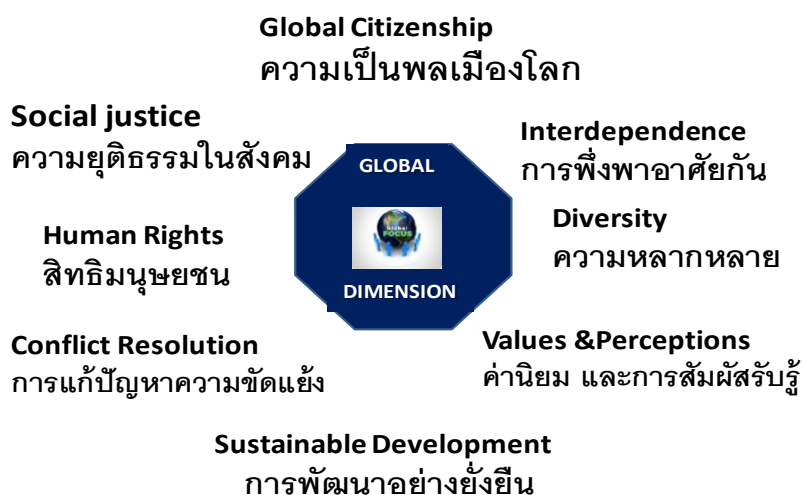 Global Citizenship
ความเป็นพลเมืองโลก
Social justice
ความยุติธรรมในสังคม
Interdependence
การพึ่งพาอาศัยกัน
GLOBAL
Global
FOCUS
DIMENSION
Human Rights
สิทธิมนุษยชน
Diversity
ความหลากหลาย
Conflict Resolution
การแก้ปัญหาความขัดแย้ง
Values &Perceptions
ค่านิยม และการสัมผัสรับรู้
Sustainable Development
การพัฒนาอย่างยั่งยืน